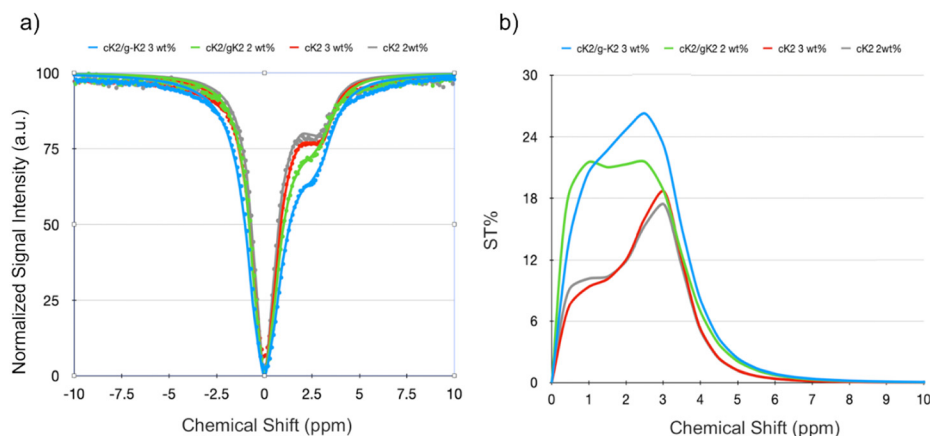 a)
cK2/g-K2 3 wt% cK2/gK2 2 wt% cK2 3 wt% cK2 2wt%
100
75
50
25
0
-10 -7.5 -5 -2.5 0 2.5 5 7.5 10
Normalized Signal Intensity (a.u.)
Chemical Shift (ppm)
b)
cK2/g-K2 3 wt% cK2/gK2 2 wt% cK2 3 wt% cK2 2wt%
30
24
18
12
6
0
0 1 2 3 4 5 6 7 8 9 10
ST%
Chemical Shift (ppm)